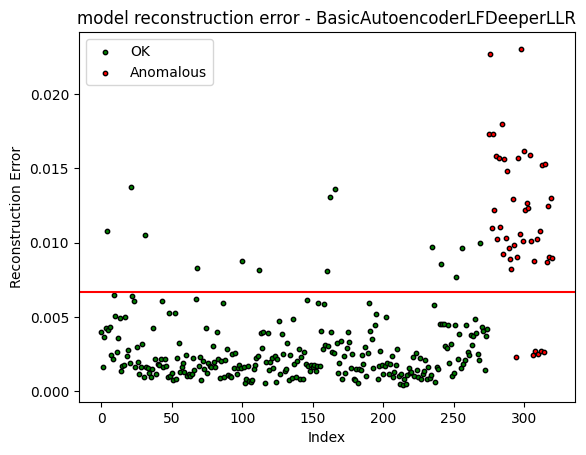 model reconstruction error - BasicAutoencoderLFDeeperLLR
OK
Anomalous
Reconstruction Error
0.020
0.015
0.010
0.005
0.000
0 50 100 150 200 250 300
Index